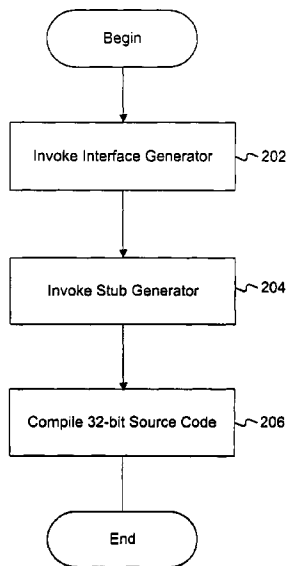 Begin
Invoke Interface Generator
202
Invoke Stub Generator
204
Compile 32-bit Source Code
206
End